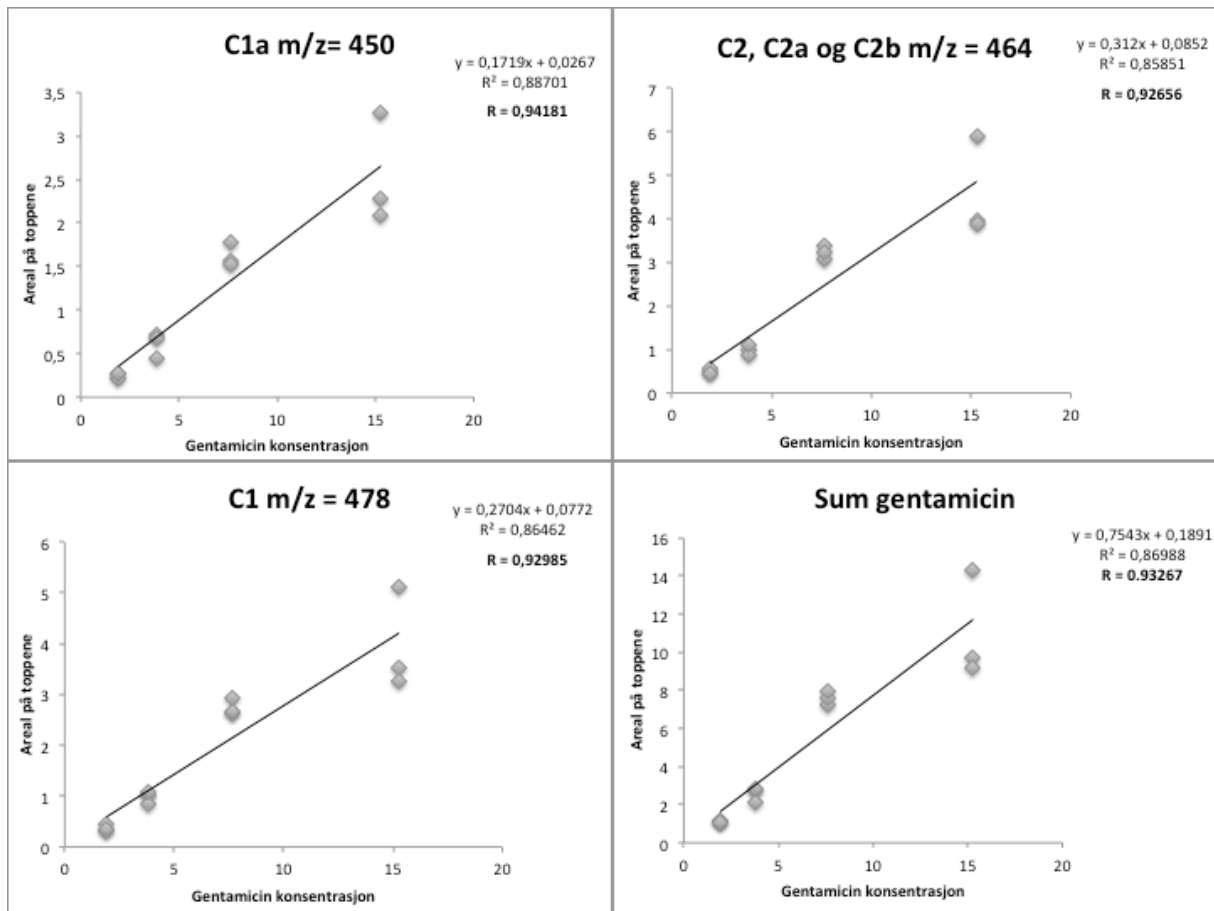 C1a m/z= 450
y = 0,1719x + 0,0267
R² = 0,88701
R = 0,94181
Areal på toppene
3,5
3
2,5
2
1,5
1
0,5
0
0 5 10 15 20
Gentamicin konsentrasjon
C2, C2a og C2b m/z = 464
y = 0,312x + 0,0852
R² = 0,85851
R = 0,92656
Areal på toppene
7
6
5
4
3
2
1
0
0 5 10 15 20
Gentamicin konsentrasjon
C1 m/z = 478
y = 0,2704x + 0,0772
R² = 0,86462
R = 0,92985
Areal på toppene
6
5
4
3
2
1
0
0 5 10 15 20
Gentamicin konsentrasjon
Sum gentamicin
y = 0,7543x + 0,1891
R² = 0,86988
R = 0.93267
Areal på toppene
16
14
12
10
8
6
4
2
0
0 5 10 15 20
Gentamicin konsentrasjon